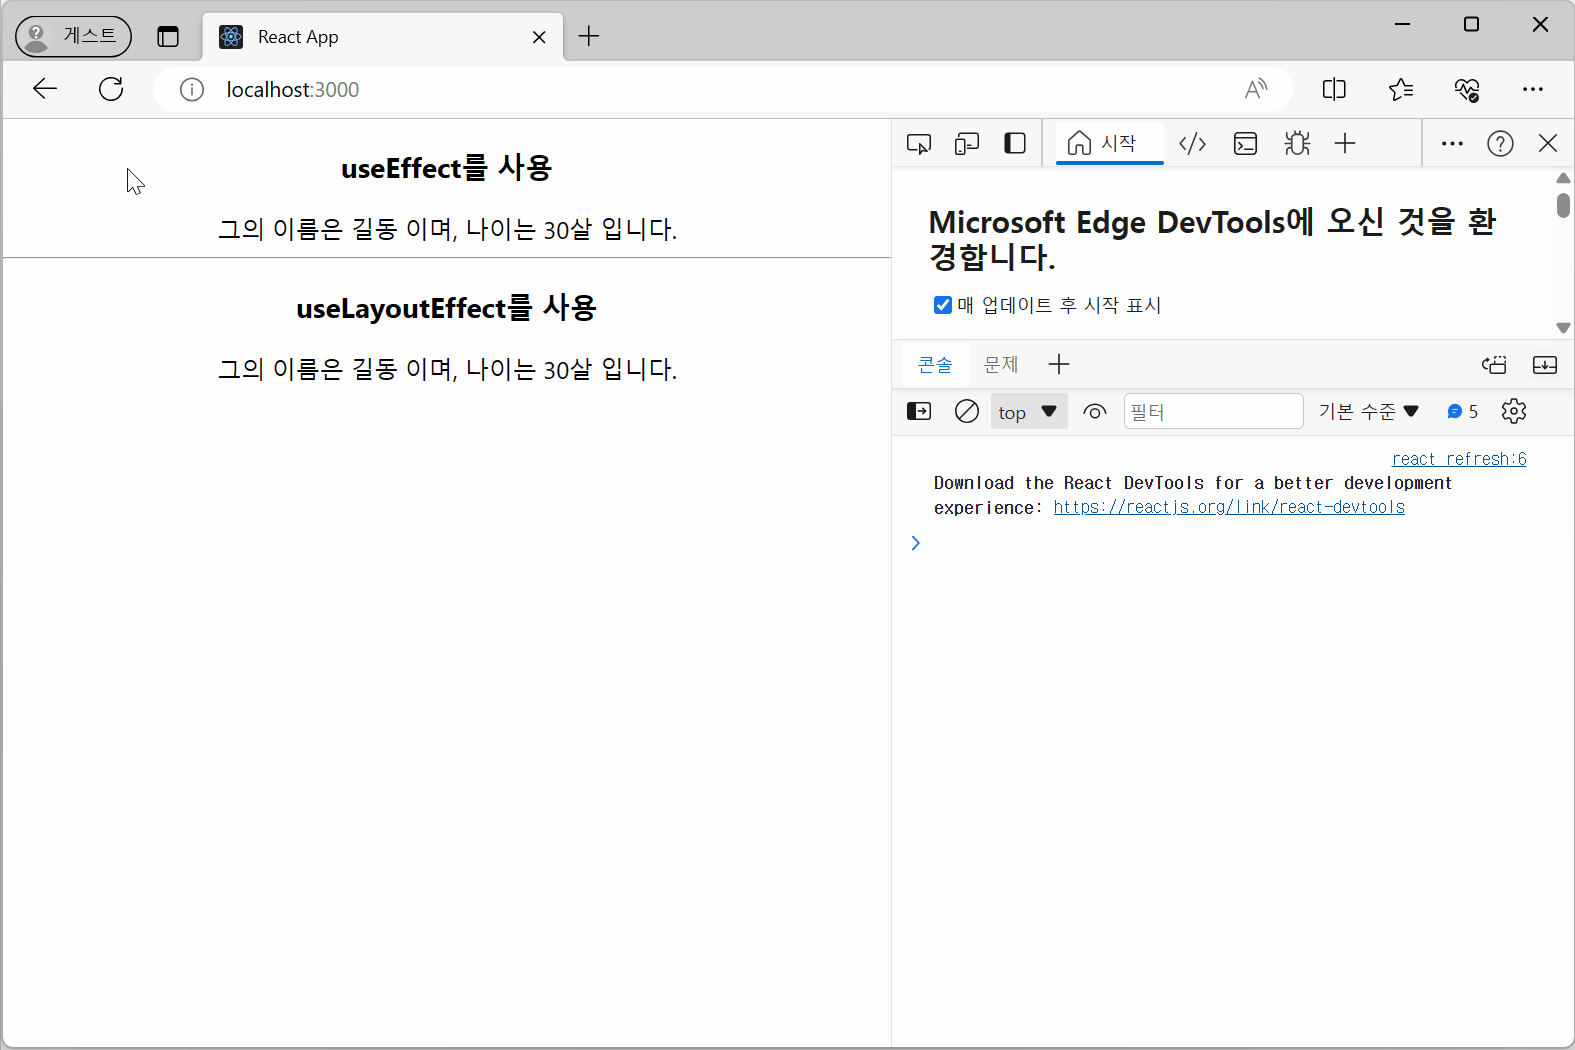 게스트
React App
localhost:3000
useEffect를 사용
그의 이름은 길동 이며, 나이는 30살 입니다.
useLayoutEffect를 사용
그의 이름은 길동 이며, 나이는 30살 입니다.
시작
Microsoft Edge DevTools에 오신 것을 환
경합니다.
매 업데이트 후 시작 표시
콘솔 문제
top 필터 기본 수준 5
react refresh:6
Download the React DevTools for a better development
experience: https://reactjs.org/link/react-devtools